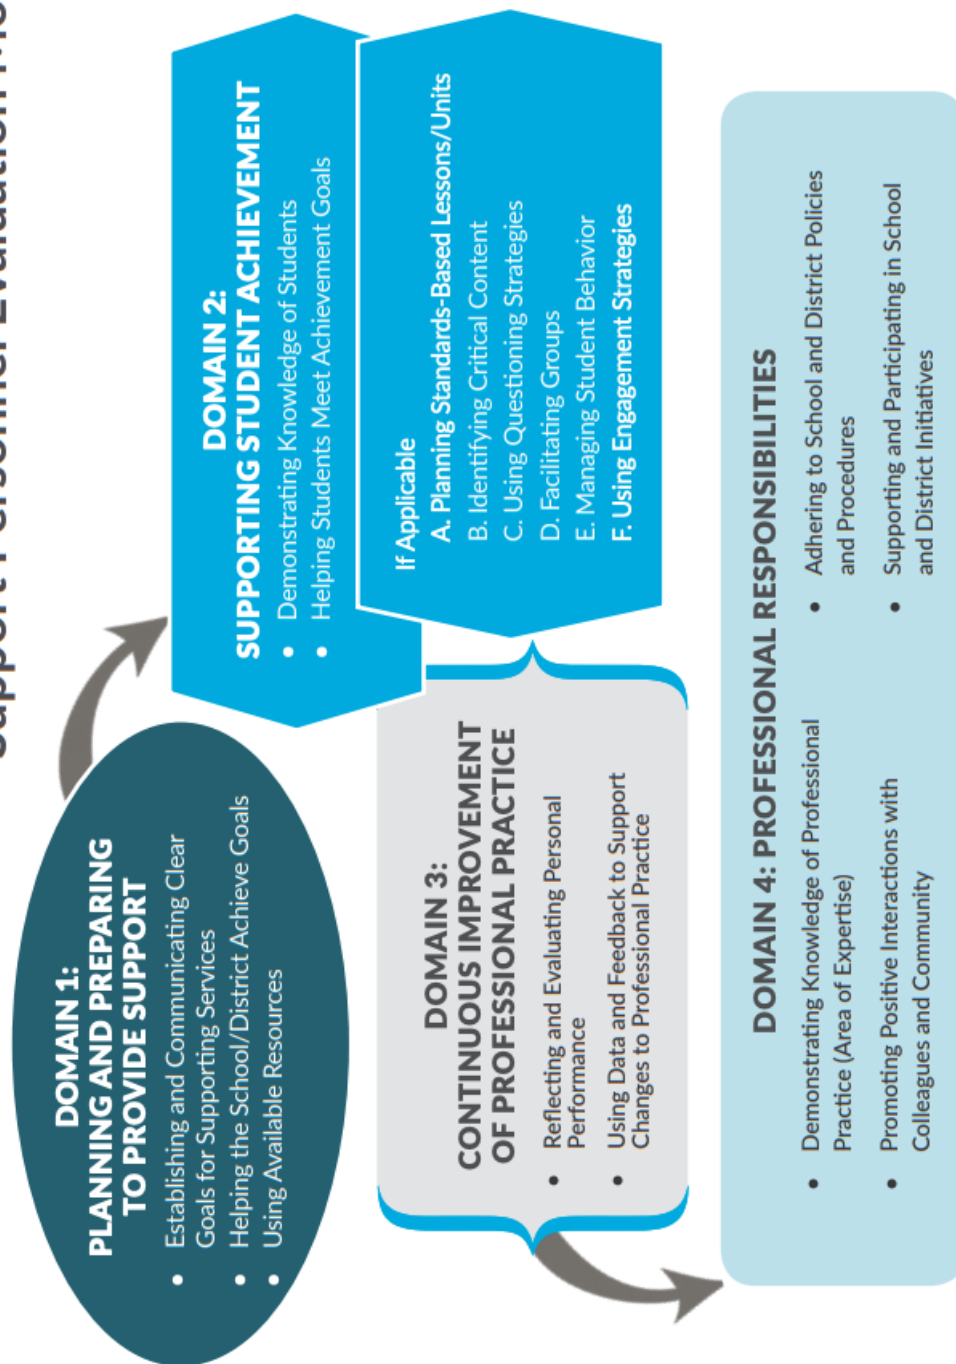 Support Personnel Evaluation
DOMAIN 1:
PLANNING AND PREPARING
TO PROVIDE SUPPORT
• Establishing and Communicating Clear
Goals for Supporting Services
• Helping the School/District Achieve Goals
• Using Available Resources
DOMAIN 2:
SUPPORTING STUDENT ACHIEVEMENT
• Demonstrating Knowledge of Students
• Helping Students Meet Achievement Goals
If Applicable
A. Planning Standards-Based Lessons/Units
B. Identifying Critical Content
C. Using Questioning Strategies
D. Facilitating Groups
E. Managing Student Behavior
F. Using Engagement Strategies
DOMAIN 3:
CONTINUOUS IMPROVEMENT
OF PROFESSIONAL PRACTICE
• Reflecting and Evaluating Personal
Performance
• Using Data and Feedback to Support
Changes to Professional Practice
DOMAIN 4: PROFESSIONAL RESPONSIBILITIES
• Demonstrating Knowledge of Professional
Practice (Area of Expertise)
• Promoting Positive Interactions with
Colleagues and Community
• Adhering to School and District Policies
and Procedures
• Supporting and Participating in School
and District Initiatives